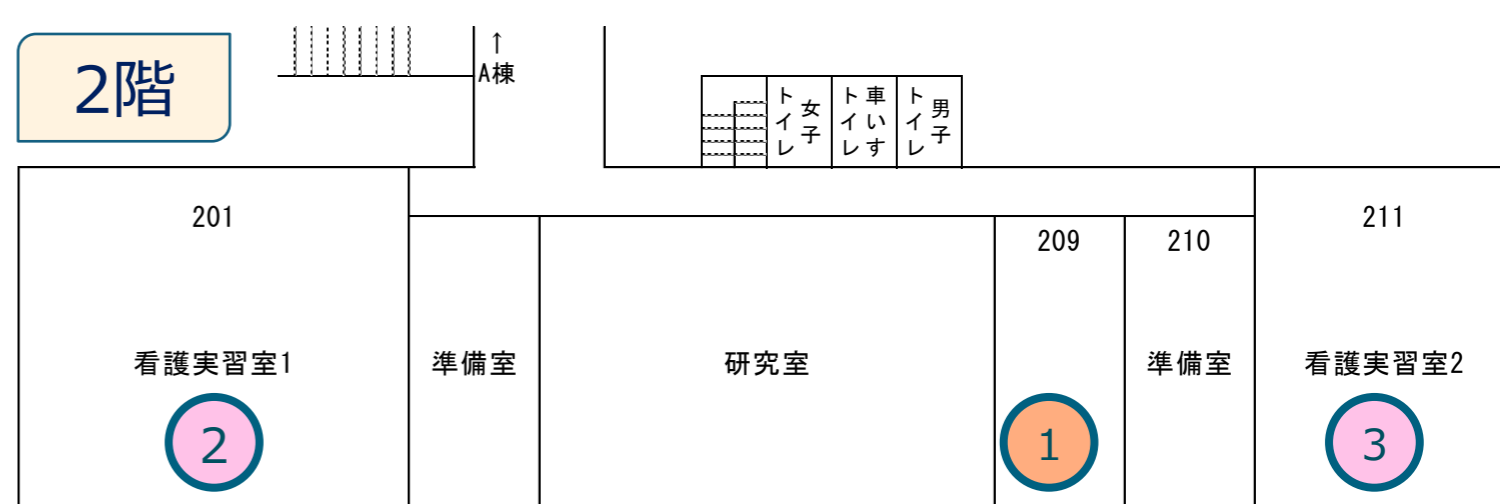 2階
↑
A棟
女子
トイレ
車いす
トイレ
男子
トイレ
201
209
210
211
看護実習室1
準備室
研究室
準備室
看護実習室2
2
1
3